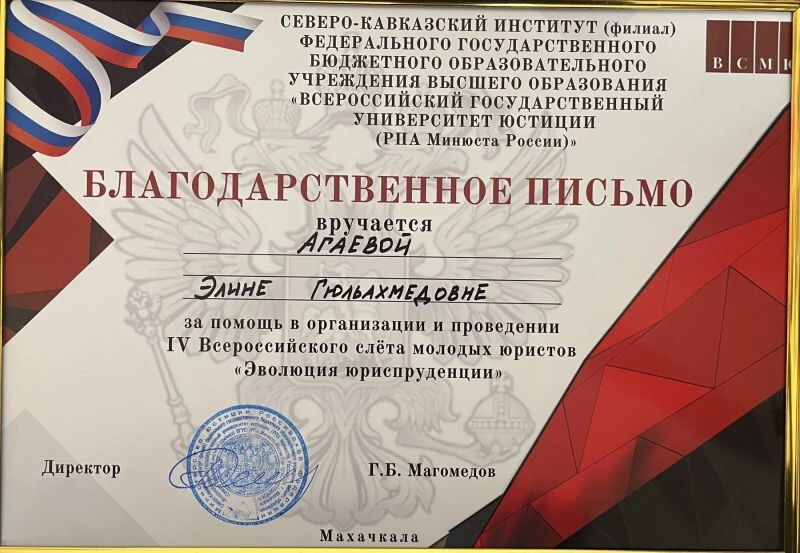 СЕВЕРО-КАВКАЗСКИЙ ИНСТИТУТ (филиал)
ФЕДЕРАЛЬНОГО ГОСУДАРСТВЕННОГО
БЮДЖЕТНОГО ОБРАЗОВАТЕЛЬНОГО
УЧРЕЖДЕНИЯ ВЫСШЕГО ОБРАЗОВАНИЯ
«ВСЕРОССИЙСКИЙ ГОСУДАРСТВЕННЫЙ
УНИВЕРСИТЕТ ЮСТИЦИИ
(РПА Минюста России)»
ВСМЮ
БЛАГОДАРСТВЕННОЕ ПИСЬМО
вручается
АГАЕВОЙ
ЭЛИНЕ ГЮЛЬАХМЕДОВНЕ
за помощь в организации и проведении
IV Всероссийского слёта молодых юристов
«Эволюция юриспруденции»
Директор
Г.Б. Магомедов
Махачкала